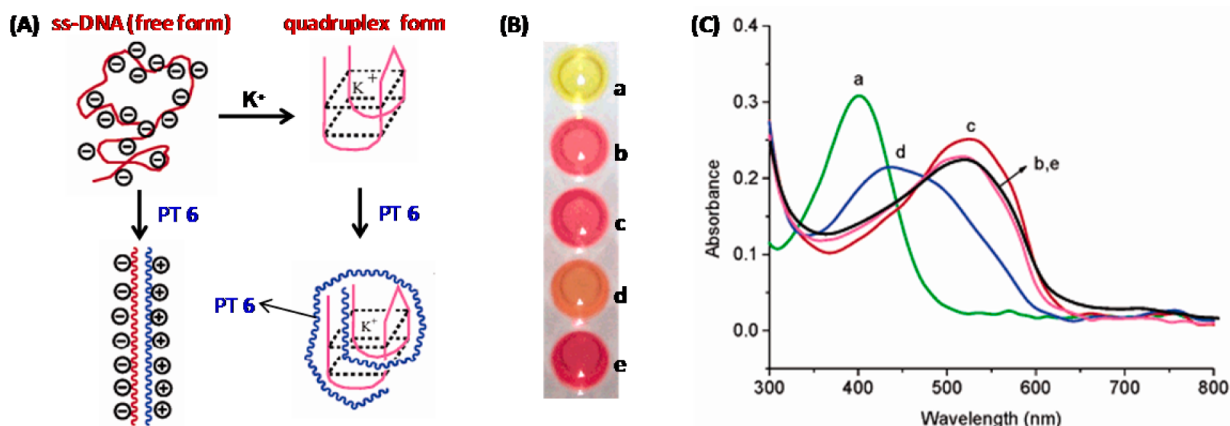 (A) ss-DNA (free form) quadruplex form
K+
K+
PT 6
PT 6
PT 6
K+
(B)
a
b
c
d
e
(C)
a
c
d
b,e
0.4
0.3
0.2
0.1
0.0
Absorbance
300 400 500 600 700 800
Wavelength (nm)